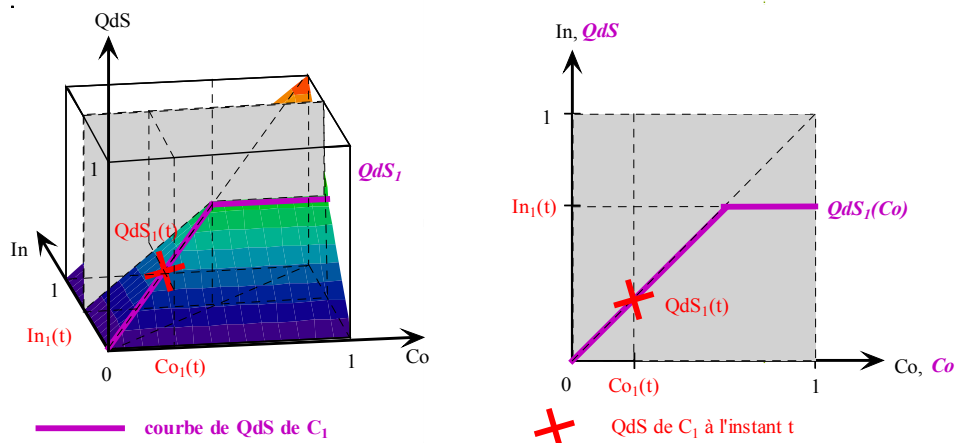 QdS
1
QdS1
QdS1(t)
In
1
In1(t)
0
Co1(t)
1
Co
In, QdS
1
In1(t)
QdS1(Co)
QdS1(t)
0
Co1(t)
1
Co, Co
courbe de QdS de C1
QdS de C1 à l'instant t